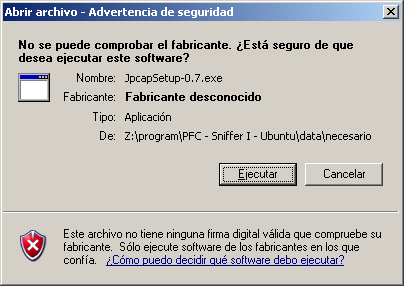 Abrir archivo - Advertencia de seguridad
No se puede comprobar el fabricante. ¿Está seguro de que
desea ejecutar este software?
Nombre: JpcapSetup-0.7.exe
Fabricante: Fabricante desconocido
Tipo: Aplicación
De: Z:\program\PFC - Sniffer I - Ubuntu\data\necesario
Ejecutar Cancelar
Este archivo no tiene ninguna firma digital válida que compruebe su
fabricante. Sólo ejecute software de los fabricantes en los que
confía. ¿Cómo puedo decidir qué software debo ejecutar?